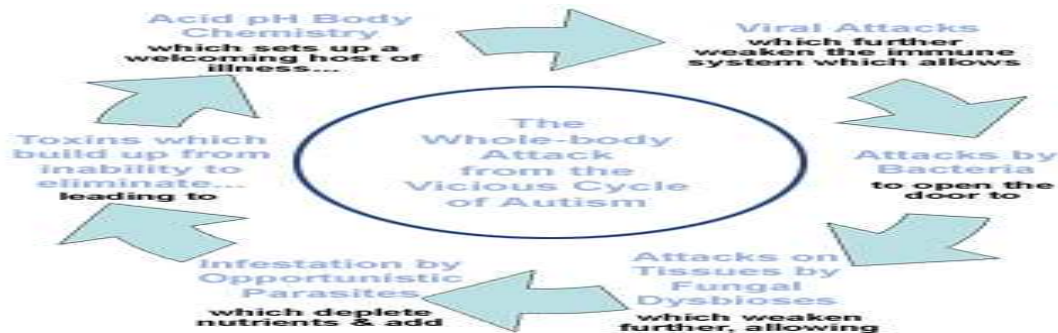 Acid pH Body
Chemistry
which sets up a
welcoming host of
illness...
Viral Attacks
which further
weaken the immune
system which allows
Attacks by
Bacteria
to open the
door to
Attacks on
Tissues by
Fungal
Dysbioses
which weaken
further, allowing
Infestation by
Opportunistic
Parasites
which deplete
nutrients & add
Toxins which
build up from
inability to
eliminate...
leading to
The
Whole-body
Attack
from the
Vicious Cycle
of Autism